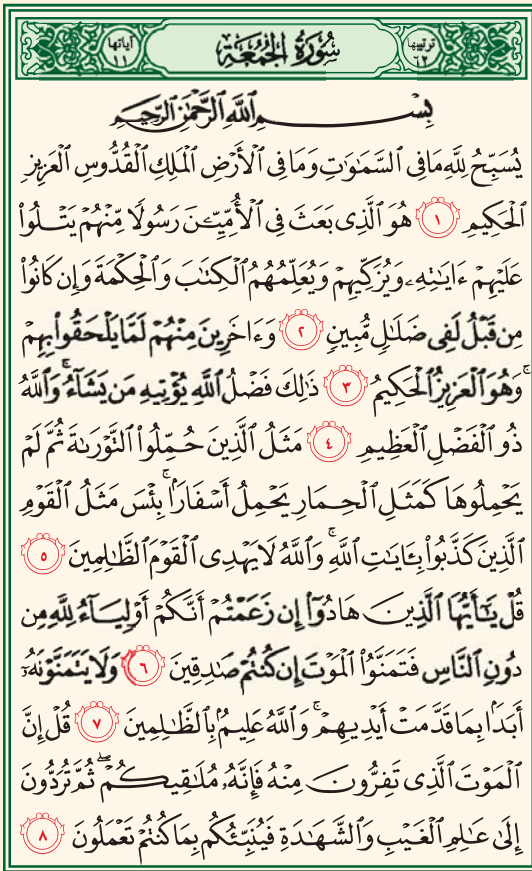 ترتيبها ٦٢ سُورَةُ الجُمُعَة آياتها ١١
بِسْمِ اللَّهِ الرَّحْمَٰنِ الرَّحِيمِ
يُسَبِّحُ لِلَّهِ مَا فِي السَّمَٰوَٰتِ وَمَا فِي الْأَرْضِ الْمَلِكِ الْقُدُّوسِ الْعَزِيزِ
الْحَكِيمِ ١ هُوَ الَّذِي بَعَثَ فِي الْأُمِّيِّـۧنَ رَسُولًا مِّنْهُمْ يَتْلُوا۟
عَلَيْهِمْ ءَايَٰتِهِۦ وَيُزَكِّيهِمْ وَيُعَلِّمُهُمُ الْكِتَٰبَ وَالْحِكْمَةَ وَإِن كَانُوا۟
مِن قَبْلُ لَفِي ضَلَٰلٍ مُّبِينٍ ٢ وَءَاخَرِينَ مِنْهُمْ لَمَّا يَلْحَقُوا۟ بِهِمْ
ۚ وَهُوَ الْعَزِيزُ الْحَكِيمُ ٣ ذَٰلِكَ فَضْلُ اللَّهِ يُؤْتِيهِ مَن يَشَآءُ ۚ وَاللَّهُ
ذُو الْفَضْلِ الْعَظِيمِ ٤ مَثَلُ الَّذِينَ حُمِّلُوا۟ التَّوْرَىٰةَ ثُمَّ لَمْ
يَحْمِلُوهَا كَمَثَلِ الْحِمَارِ يَحْمِلُ أَسْفَارًۢا ۚ بِئْسَ مَثَلُ الْقَوْمِ
الَّذِينَ كَذَّبُوا۟ بِـَٔايَٰتِ اللَّهِ ۚ وَاللَّهُ لَا يَهْدِي الْقَوْمَ الظَّٰلِمِينَ ٥
قُلْ يَٰٓأَيُّهَا الَّذِينَ هَادُوٓا۟ إِن زَعَمْتُمْ أَنَّكُمْ أَوْلِيَآءُ لِلَّهِ مِن
دُونِ النَّاسِ فَتَمَنَّوُا۟ الْمَوْتَ إِن كُنتُمْ صَٰدِقِينَ ٦ وَلَا يَتَمَنَّوْنَهُۥٓ
أَبَدًۢا بِمَا قَدَّمَتْ أَيْدِيهِمْ ۚ وَاللَّهُ عَلِيمٌۢ بِالظَّٰلِمِينَ ٧ قُلْ إِنَّ
الْمَوْتَ الَّذِي تَفِرُّونَ مِنْهُ فَإِنَّهُۥ مُلَٰقِيكُمْ ۖ ثُمَّ تُرَدُّونَ
إِلَىٰ عَٰلِمِ الْغَيْبِ وَالشَّهَٰدَةِ فَيُنَبِّئُكُم بِمَا كُنتُمْ تَعْمَلُونَ ٨